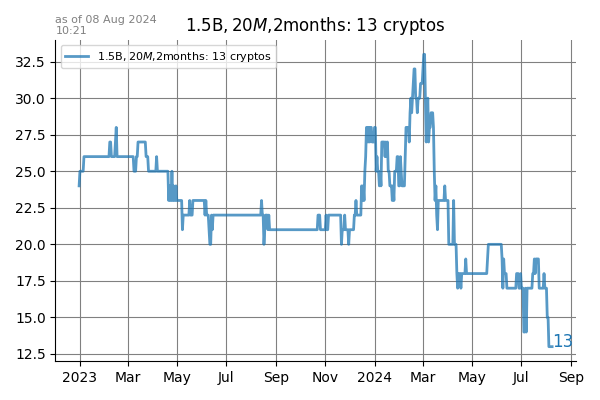 as of 08 Aug 2024
10:21
1.5B, 20M,2months: 13 cryptos
1.5B, 20M,2months: 13 cryptos
32.5
30.0
27.5
25.0
22.5
20.0
17.5
15.0
12.5
13
2023 Mar May Jul Sep Nov 2024 Mar May Jul Sep